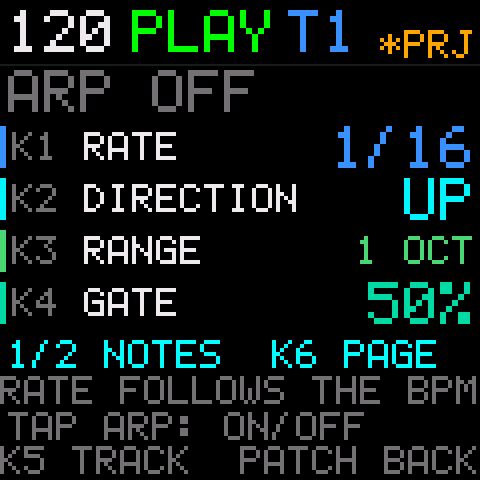 120 PLAY T1 *PRJ
ARP OFF
K1 RATE 1/16
K2 DIRECTION UP
K3 RANGE 1 OCT
K4 GATE 50%
1/2 NOTES K6 PAGE
RATE FOLLOWS THE BPM
TAP ARP: ON/OFF
K5 TRACK PATCH BACK